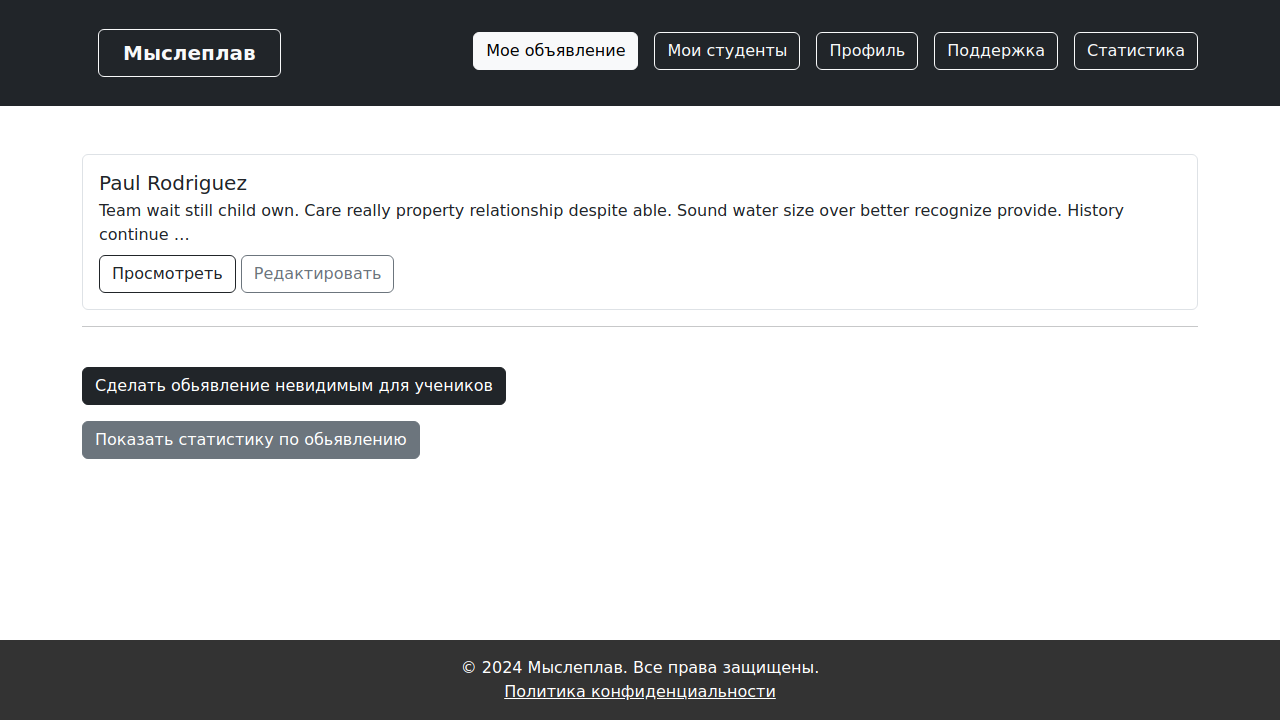 Мыслеплав
Мое объявление
Мои студенты
Профиль
Поддержка
Статистика
Paul Rodriguez
Team wait still child own. Care really property relationship despite able. Sound water size over better recognize provide. History
continue …
Просмотреть
Редактировать
Сделать обьявление невидимым для учеников
Показать статистику по обьявлению
© 2024 Мыслеплав. Все права защищены.
Политика конфиденциальности